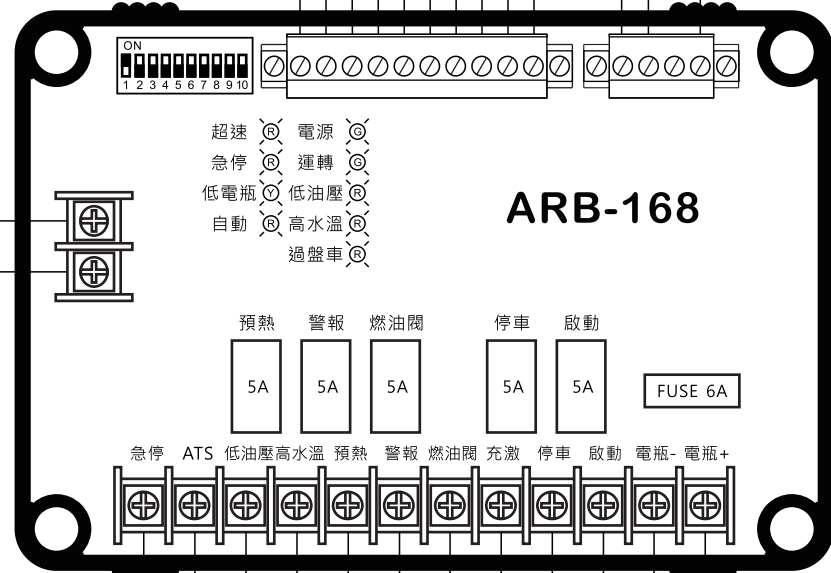 ON
1 2 3 4 5 6 7 8 9 10
超速 R 電源 G
急停 R 運轉 G
低電瓶 Y 低油壓 R
自動 R 高水溫 R
過盤車 R
ARB-168
預熱 警報 燃油閥 停車 啟動
5A 5A 5A 5A 5A
FUSE 6A
急停 ATS 低油壓 高水溫 預熱 警報 燃油閥 充激 停車 啟動 電瓶- 電瓶+